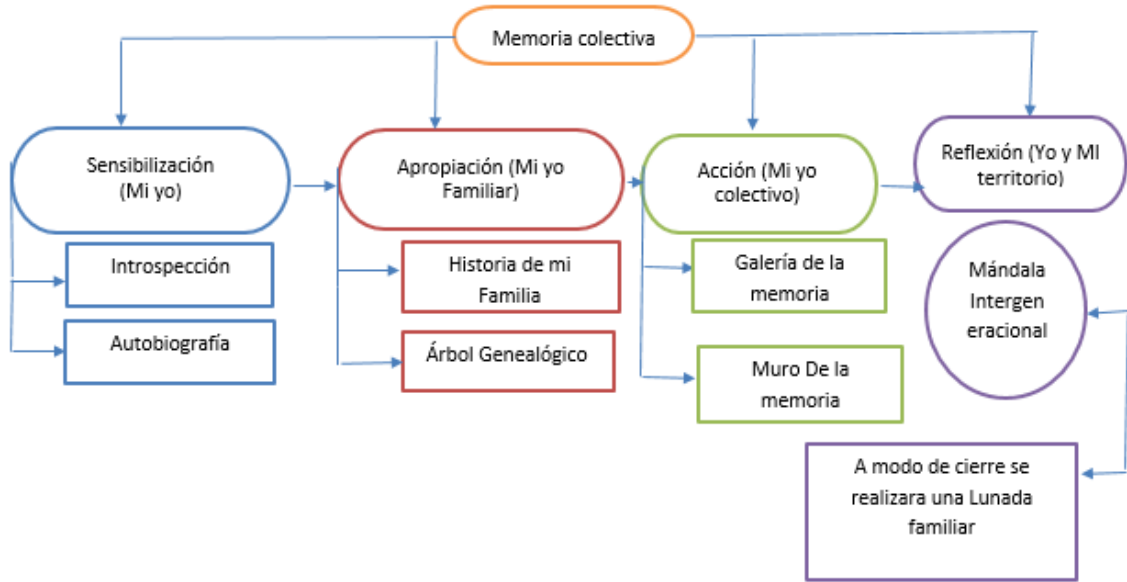 Memoria colectiva
Sensibilización
(Mi yo)
Apropiación (Mi yo
Familiar)
Acción (Mi yo
colectivo)
Reflexión (Yo y MI
territorio)
Introspección
Autobiografía
Historia de mi
Familia
Árbol Genealógico
Galería de la
memoria
Muro De la
memoria
Mándala
Intergen
eracional
A modo de cierre se
realizara una Lunada
familiar